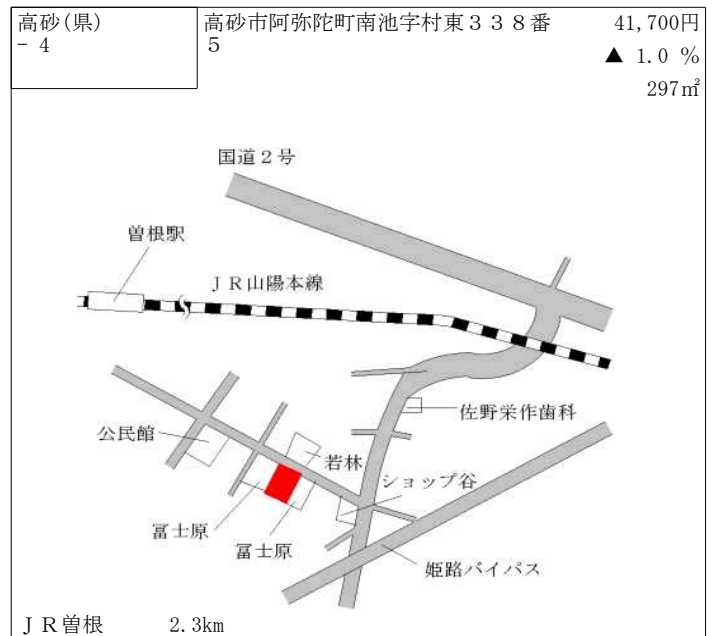 高砂(県)
- 4
高砂市阿弥陀町南池字村東３３８番
5
41,700円
▲ 1.0 %
297㎡
国道２号
曽根駅
ＪＲ山陽本線
佐野栄作歯科
公民館
若林
ショップ谷
冨士原
冨士原
姫路バイパス
ＪＲ曽根 2.3km